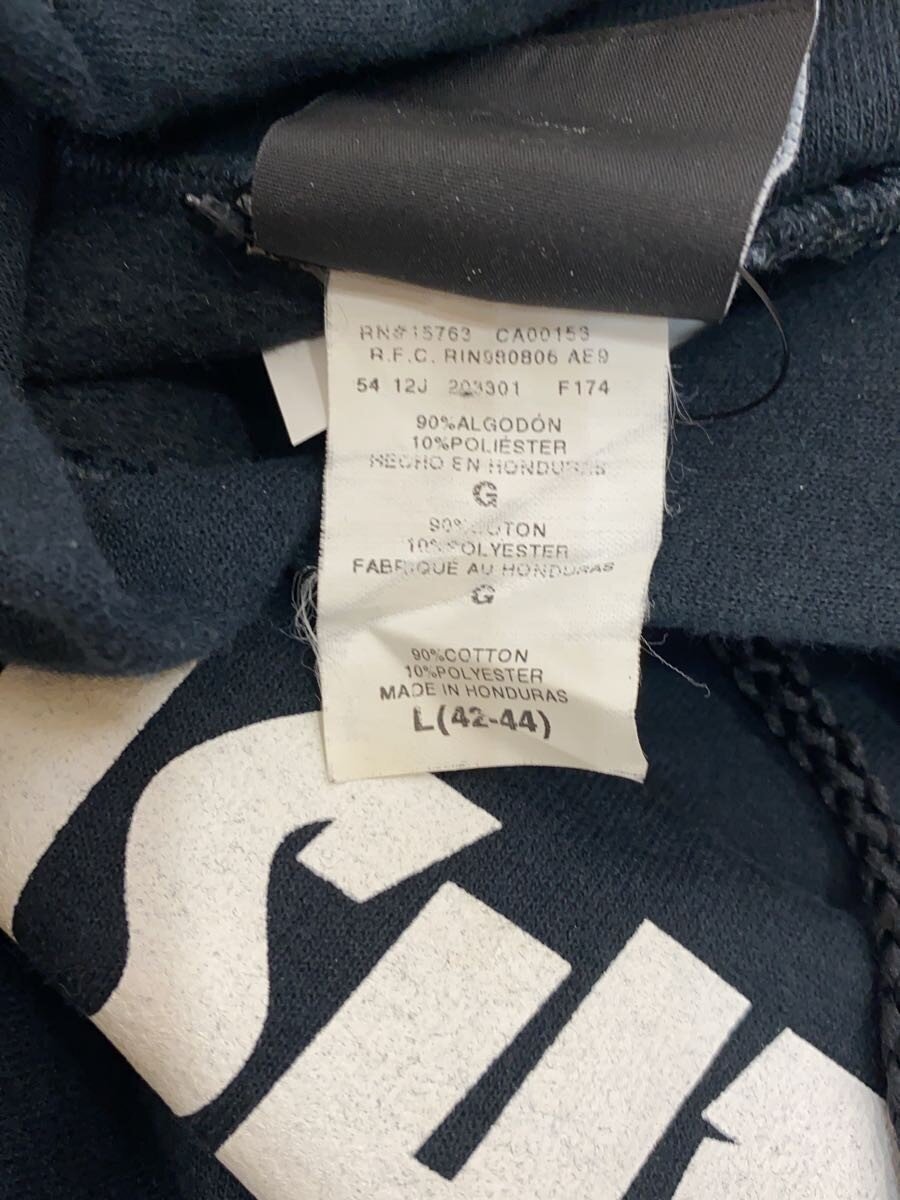 RN#15763 CA00153
R.F.C. RIN980806 AE9
54 12J 203301 F174
90%ALGODÓN
10%POLIÉSTER
HECHO EN HONDURAS
G
90%COTON
10%POLYESTER
FABRIQUÉ AU HONDURAS
G
90%COTTON
10%POLYESTER
MADE IN HONDURAS
L(42-44)